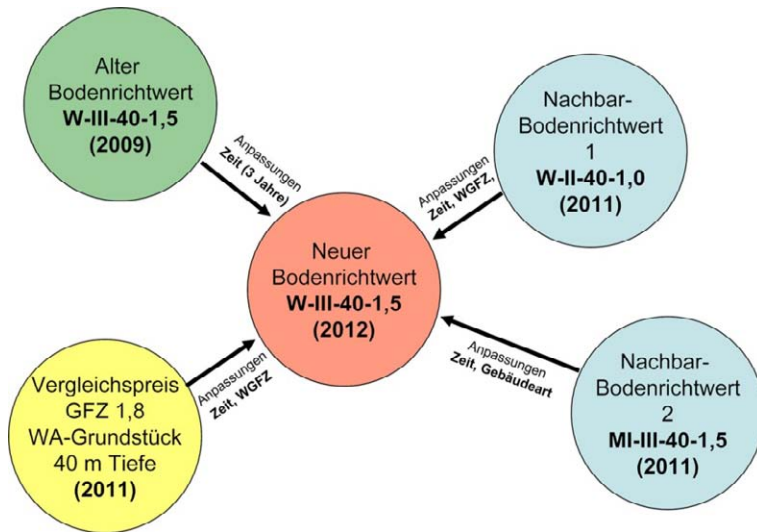 Alter
Bodenrichtwert
W-III-40-1,5
(2009)
Anpassungen
Zeit (3 Jahre)
Nachbar-
Bodenrichtwert
1
W-II-40-1,0
(2011)
Anpassungen
Zeit, WGFZ,
Neuer
Bodenrichtwert
W-III-40-1,5
(2012)
Vergleichspreis
GFZ 1,8
WA-Grundstück
40 m Tiefe
(2011)
Anpassungen
Zeit, WGFZ
Anpassungen
Zeit, Gebäudeart
Nachbar-
Bodenrichtwert
2
MI-III-40-1,5
(2011)